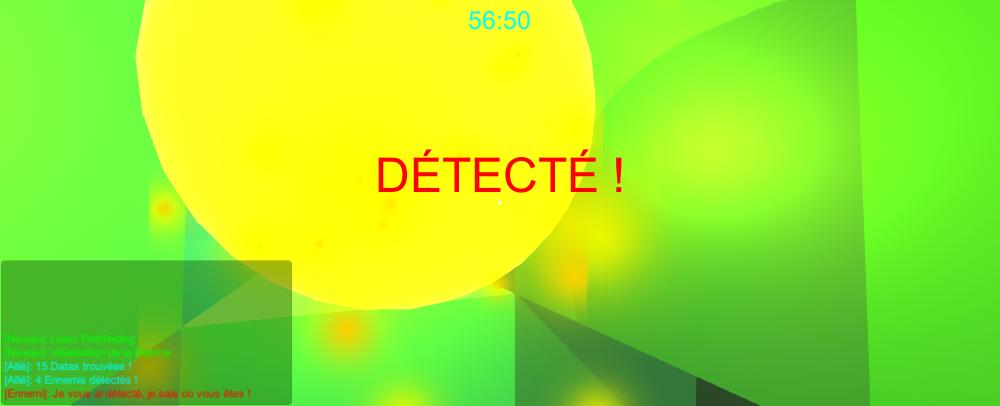 56:50
DÉTECTÉ !
[Niveau]: Learn Pathfinding
[Niveau]: Initialisation de la Matrice...
[Allié]: 15 Datas trouvées !
[Allié]: 4 Ennemis détectés !
[Ennemi]: Je vous ai détecté, je sais où vous êtes !